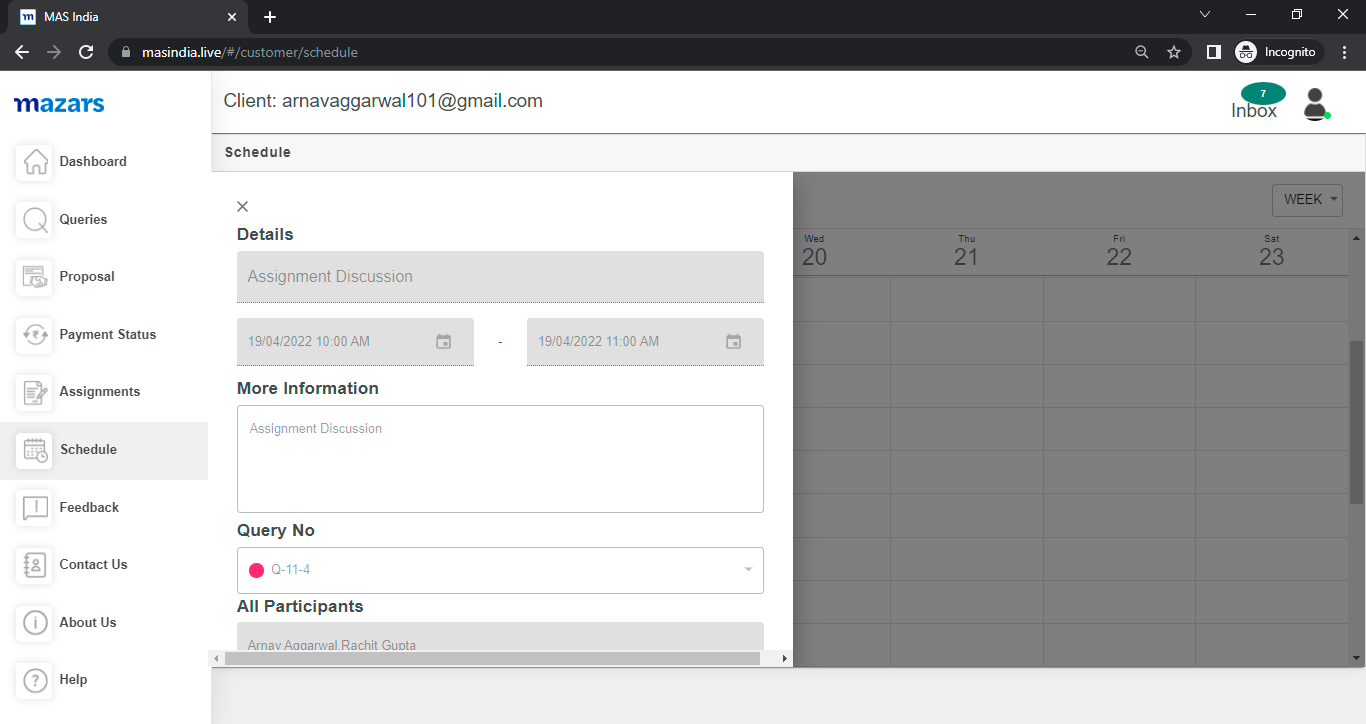 m MAS India
masindia.live/#/customer/schedule
Incognito
mazars
Client: arnavaggarwal101@gmail.com
7
Inbox
Dashboard
Queries
Proposal
Payment Status
Assignments
Schedule
Feedback
Contact Us
About Us
Help
Schedule
Details
Assignment Discussion
19/04/2022 10:00 AM - 19/04/2022 11:00 AM
More Information
Assignment Discussion
Query No
Q-11-4
All Participants
Arnav Aggarwal,Rachit Gupta
WEEK
Wed Thu Fri Sat
20 21 22 23